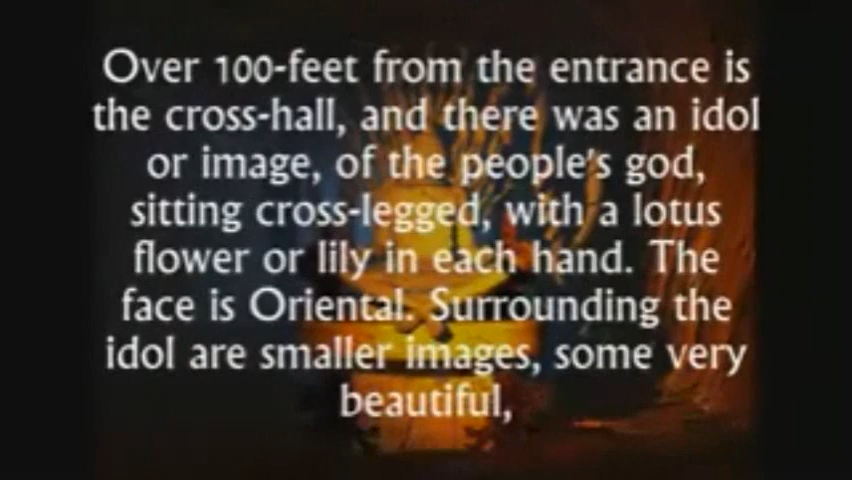 Over 100-feet from the entrance is
the cross-hall, and there was an idol
or image, of the people's god,
sitting cross-legged, with a lotus
flower or lily in each hand. The
face is Oriental. Surrounding the
idol are smaller images, some very
beautiful,